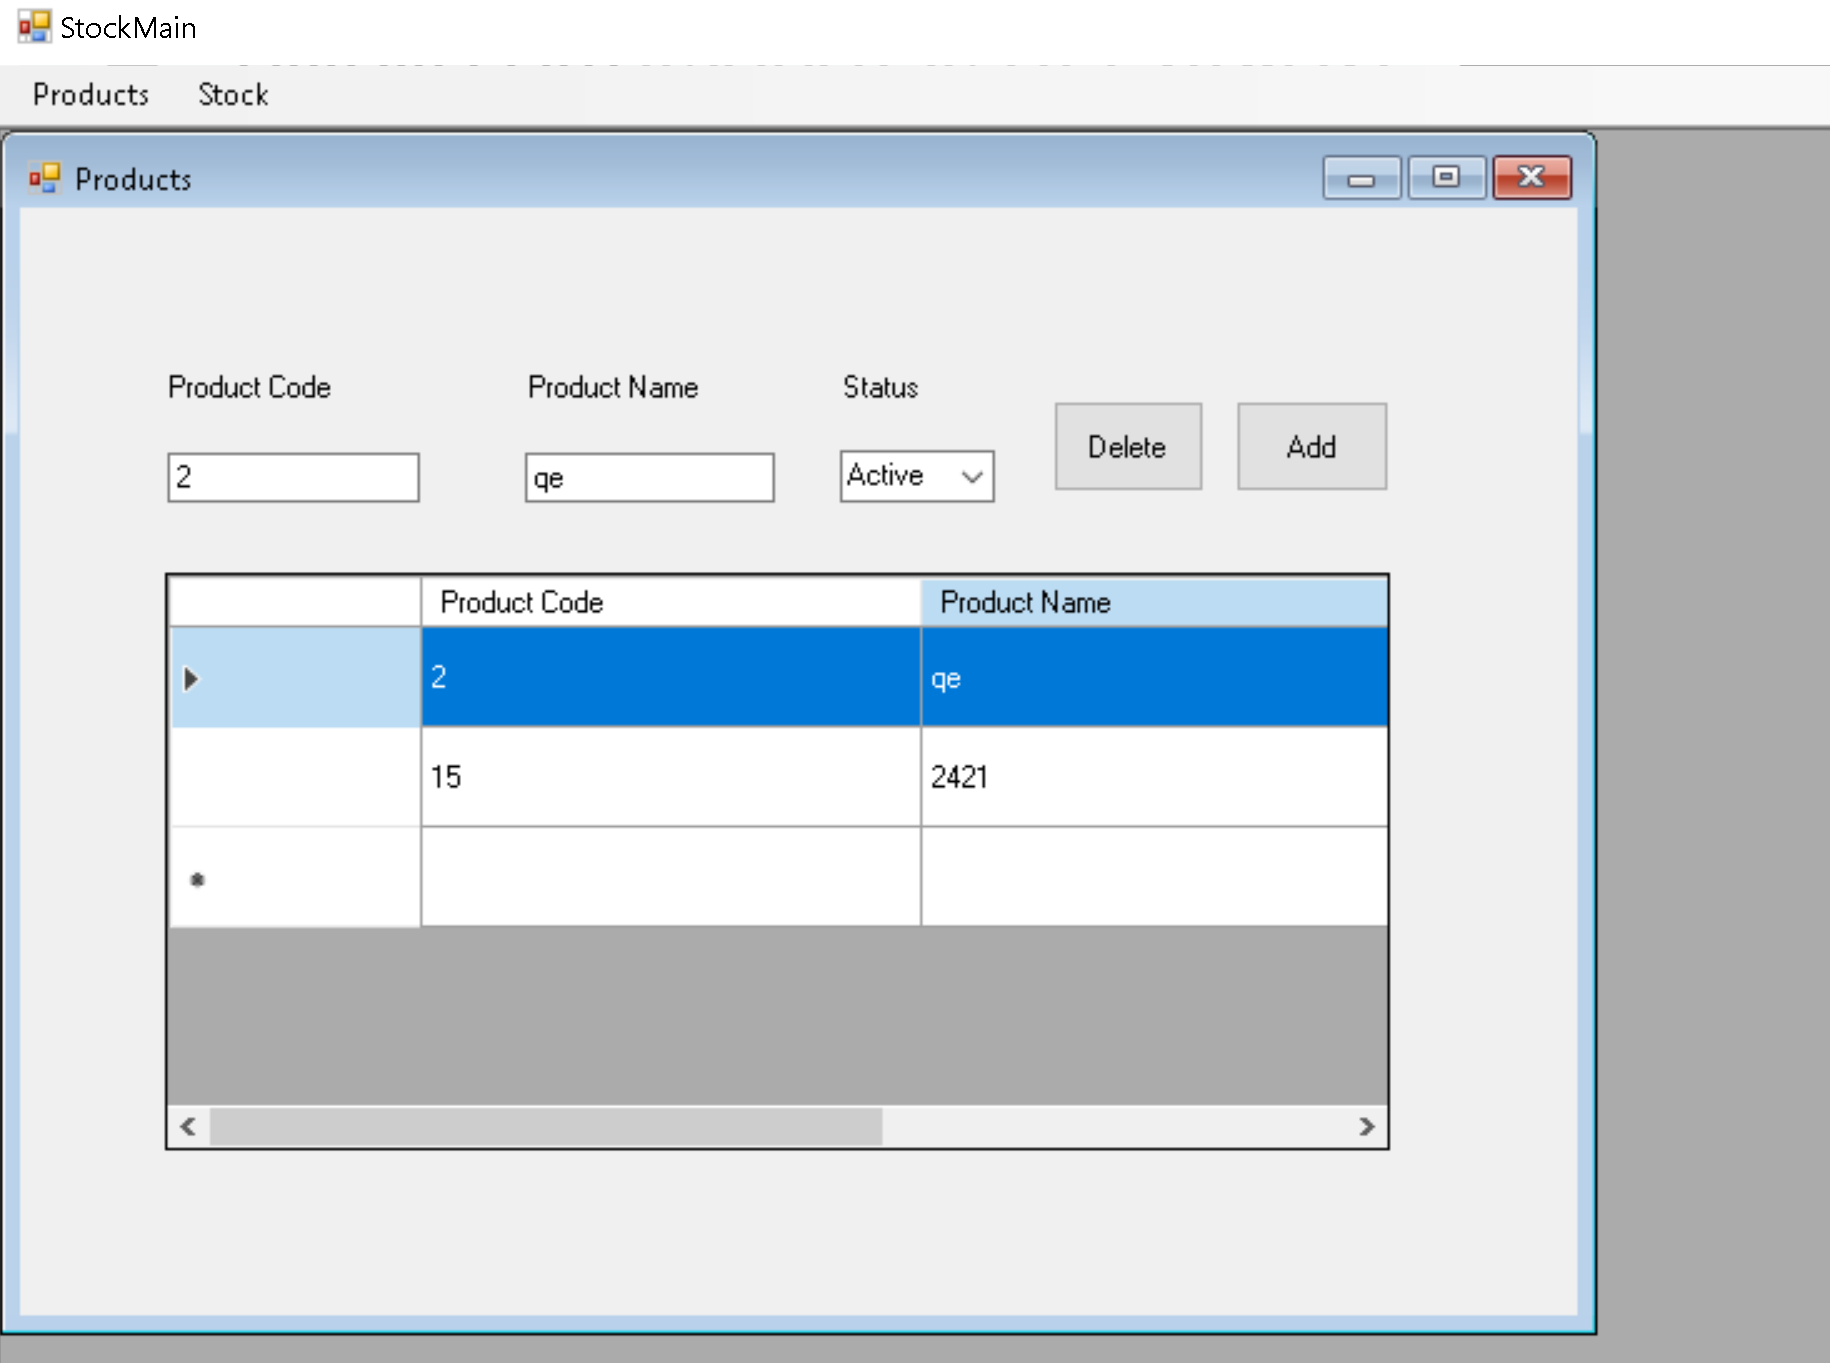 StockMain
Products Stock
Products
Product Code Product Name Status
2 qe Active Delete Add
Product Code Product Name
2 qe
15 2421